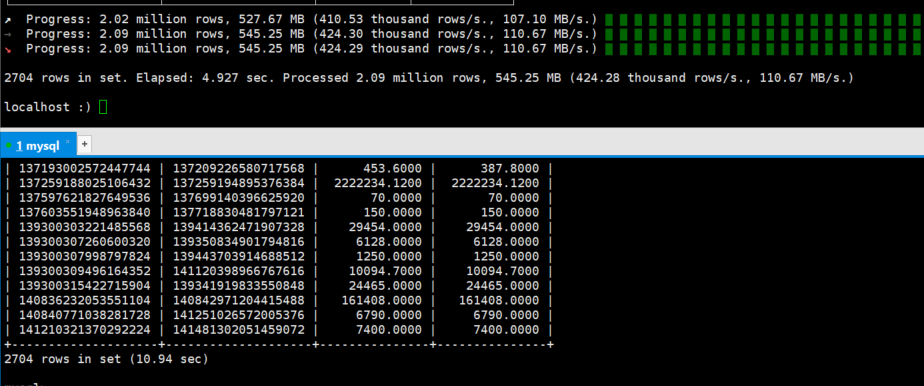 Progress: 2.02 million rows, 527.67 MB (410.53 thousand rows/s., 107.10 MB/s.)
Progress: 2.09 million rows, 545.25 MB (424.30 thousand rows/s., 110.67 MB/s.)
Progress: 2.09 million rows, 545.25 MB (424.29 thousand rows/s., 110.67 MB/s.)
2704 rows in set. Elapsed: 4.927 sec. Processed 2.09 million rows, 545.25 MB (424.28 thousand rows/s., 110.67 MB/s.)
localhost :)
1 mysql × +
| 137193002572447744 | 137209226580717568 | 453.6000 | 387.8000 |
| 137259188025106432 | 137259194895376384 | 2222234.1200 | 2222234.1200 |
| 137597621827649536 | 137699140396625920 | 70.0000 | 70.0000 |
| 137603551948963840 | 137718830481797121 | 150.0000 | 150.0000 |
| 139300303221485568 | 139414362471907328 | 29454.0000 | 29454.0000 |
| 139300307260600320 | 139350834901794816 | 6128.0000 | 6128.0000 |
| 139300307998797824 | 139443703914688512 | 1250.0000 | 1250.0000 |
| 139300309496164352 | 141120398966767616 | 10094.7000 | 10094.7000 |
| 139300315422715904 | 139341919833550848 | 24465.0000 | 24465.0000 |
| 140836232053551104 | 140842971204415488 | 161408.0000 | 161408.0000 |
| 140840771038281728 | 141251026572005376 | 6790.0000 | 6790.0000 |
| 141210321370292224 | 141481302051459072 | 7400.0000 | 7400.0000 |
+--------------------+--------------------+--------------+--------------+
2704 rows in set (10.94 sec)